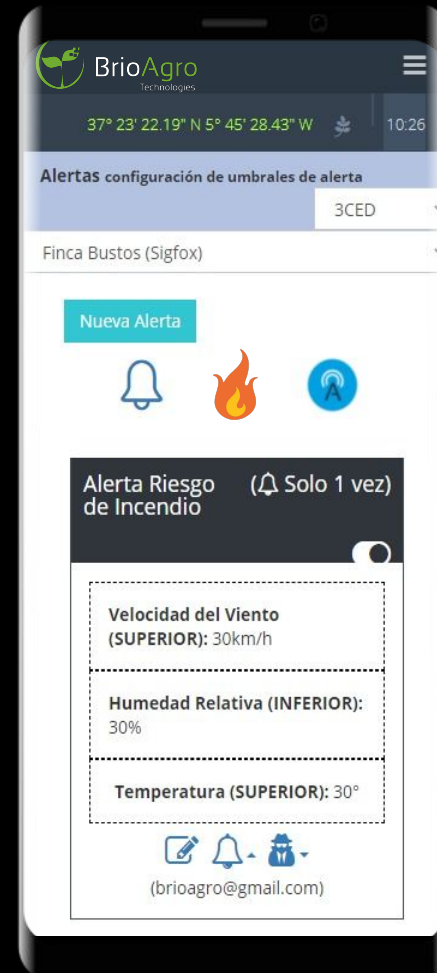 BrioAgro
Technologies
37° 23' 22.19" N 5° 45' 28.43" W 10:26
Alertas configuración de umbrales de alerta
3CED
Finca Bustos (Sigfox)
Nueva Alerta
A
Alerta Riesgo (Solo 1 vez)
de Incendio
Velocidad del Viento
(SUPERIOR): 30km/h
Humedad Relativa (INFERIOR):
30%
Temperatura (SUPERIOR): 30°
(brioagro@gmail.com)